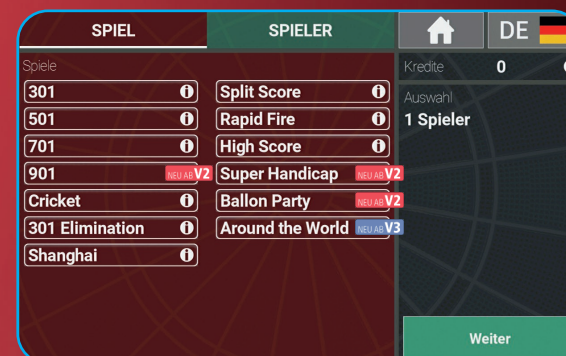 SPIEL
SPIELER
DE
Spiele
301
501
701
901 NEU AB V2
Cricket
301 Elimination
Shanghai
Split Score
Rapid Fire
High Score
Super Handicap NEU AB V2
Ballon Party NEU AB V2
Around the World NEU AB V3
Kredite 0
Auswahl
1 Spieler
Weiter